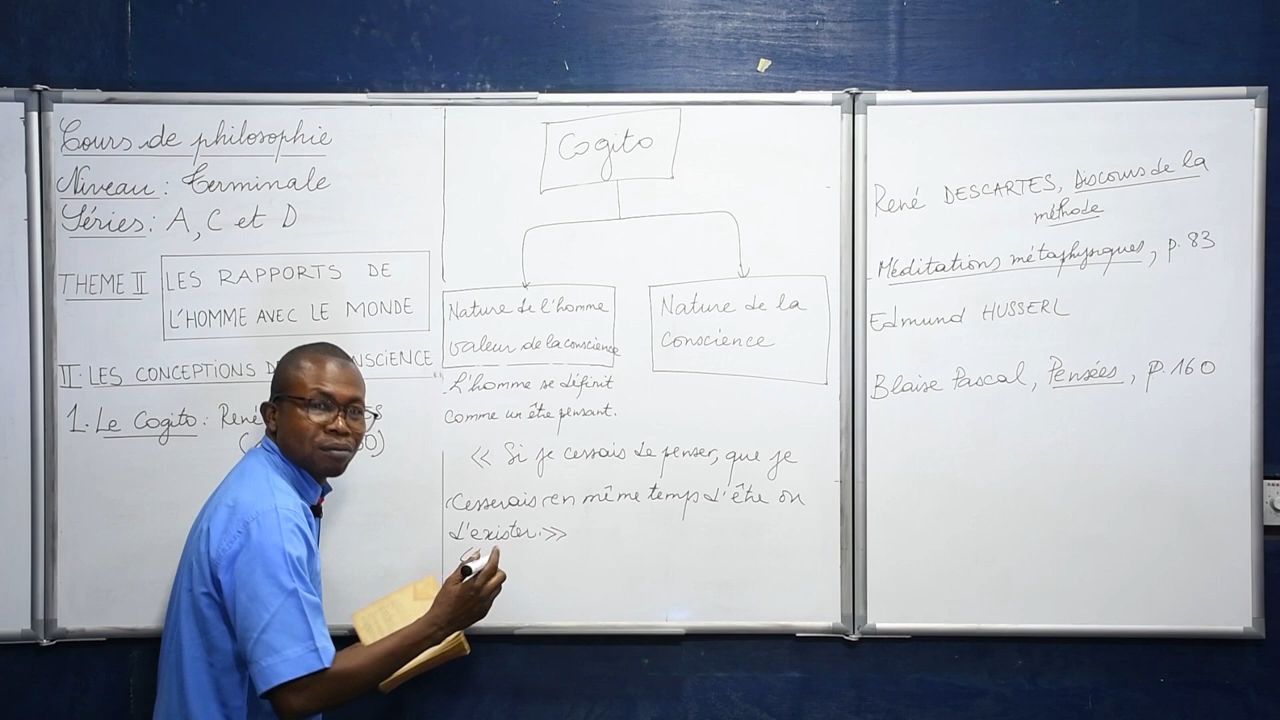 Cours de philosophie
Niveau : Terminale
Séries : A, C et D
THEME II
LES RAPPORTS DE
L'HOMME AVEC LE MONDE
II. LES CONCEPTIONS
1. Le Cogito : René
Cogito
Nature de l'homme
valeur de la conscience
Nature de la
conscience
L'homme se définit
comme un être pensant.
« Si je cessais de penser, que je
cesserais en même temps d'être ou
d'exister. »
René DESCARTES, Discours de la
méthode
Méditations métaphysiques, p. 83
Edmund HUSSERL
Blaise Pascal, Pensées, p. 160